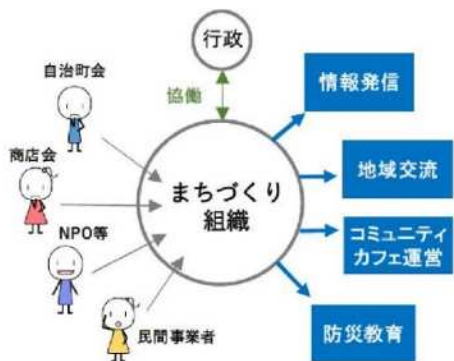 行政
協働
自治町会
商店会
NPO等
民間事業者
まちづくり
組織
情報発信
地域交流
コミュニティ
カフェ運営
防災教育